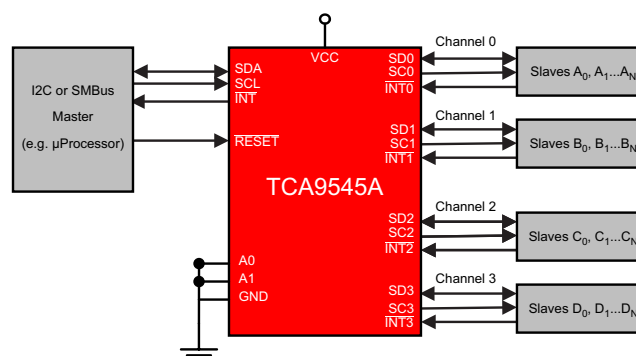 VCC
I2C or SMBus
Master
(e.g. µProcessor)
SDA
SCL
INT
RESET
TCA9545A
A0
A1
GND
Channel 0
SD0
SC0
INT0
Slaves A0, A1...AN
Channel 1
SD1
SC1
INT1
Slaves B0, B1...BN
Channel 2
SD2
SC2
INT2
Slaves C0, C1...CN
Channel 3
SD3
SC3
INT3
Slaves D0, D1...DN